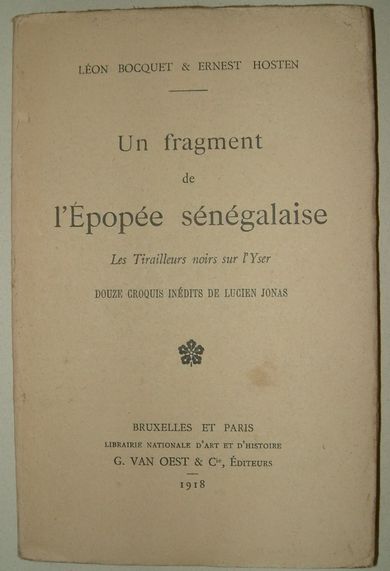 LÉON BOCQUET & ERNEST HOSTEN
Un fragment
de
l'Épopée sénégalaise
Les Tirailleurs noirs sur l'Yser
DOUZE CROQUIS INÉDITS DE LUCIEN JONAS
BRUXELLES ET PARIS
LIBRAIRIE NATIONALE D'ART ET D'HISTOIRE
G. VAN OEST & Cie, ÉDITEURS
1918